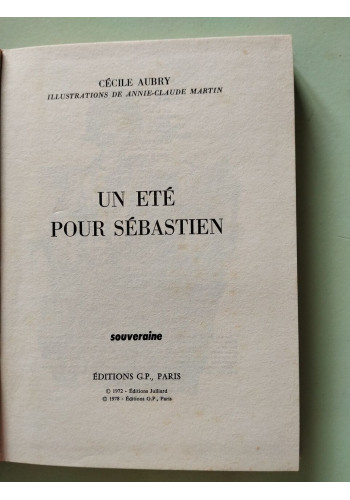 CÉCILE AUBRY
ILLUSTRATIONS DE ANNIE-CLAUDE MARTIN
UN ETÉ
POUR SÉBASTIEN
souveraine
ÉDITIONS G.P., PARIS
© 1972 - Éditions Julliard
© 1978 - Éditions G.P., Paris